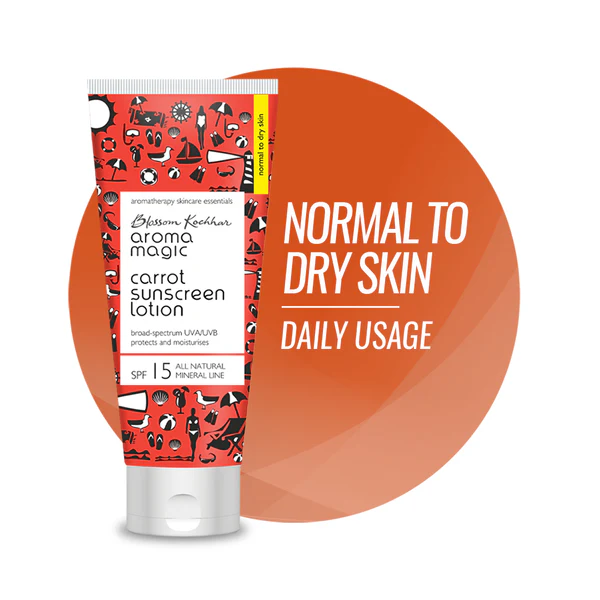 normal to dry skin
aromatherapy skincare essentials
Blossom Kochhar
aroma
magic
carrot
sunscreen
lotion
broad-spectrum UVA/UVB
protects and moisturises
SPF 15 ALL NATURAL
MINERAL LINE
NORMAL TO
DRY SKIN
DAILY USAGE